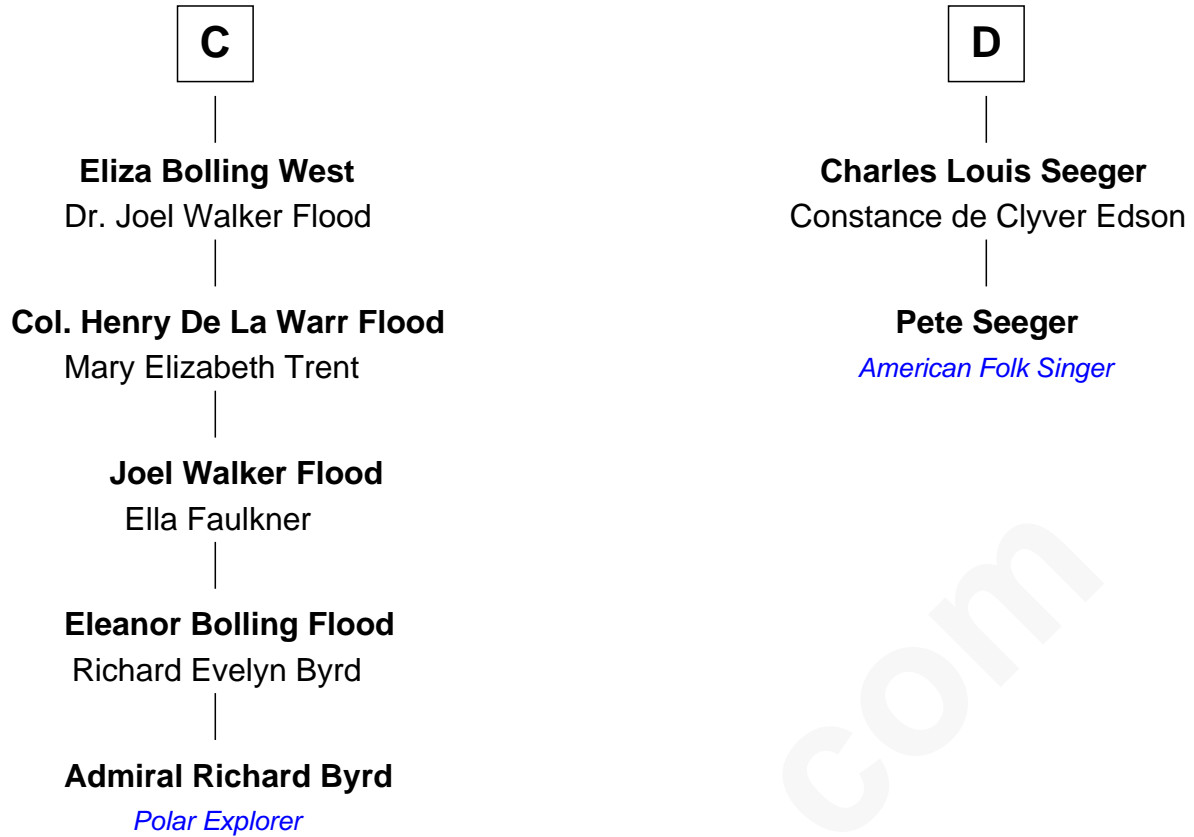 C
Eliza Bolling West
Dr. Joel Walker Flood
Col. Henry De La Warr Flood
Mary Elizabeth Trent
Joel Walker Flood
Ella Faulkner
Eleanor Bolling Flood
Richard Evelyn Byrd
Admiral Richard Byrd
Polar Explorer
D
Charles Louis Seeger
Constance de Clyver Edson
Pete Seeger
American Folk Singer
com